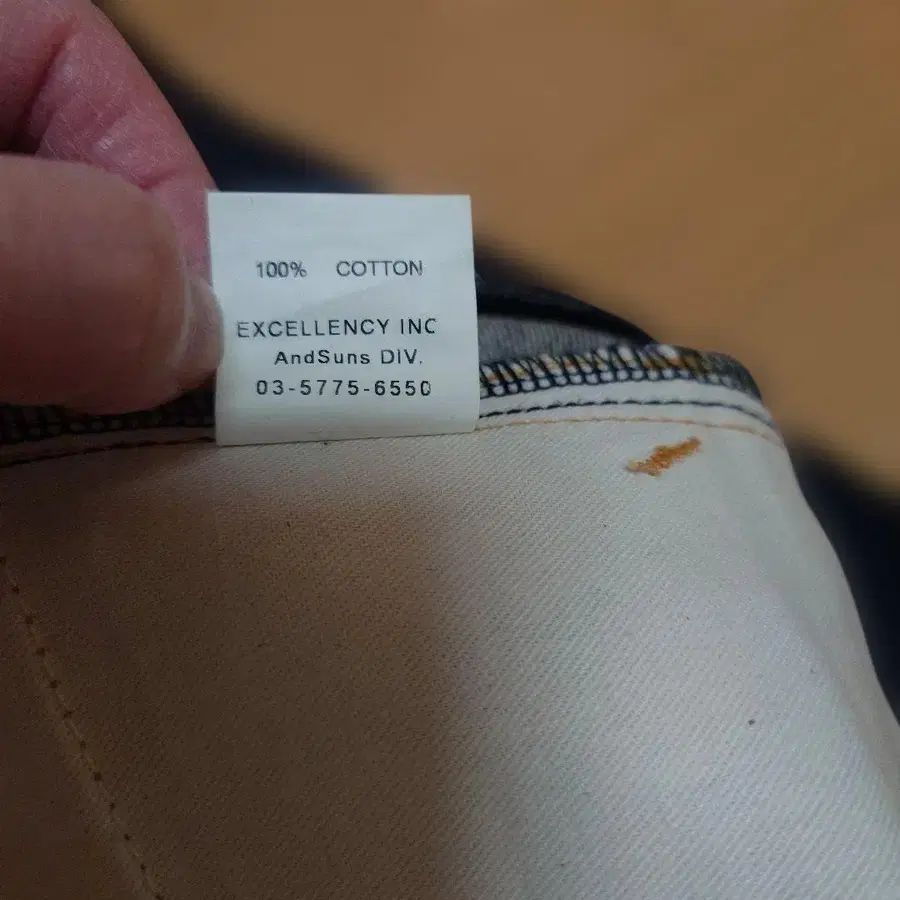 100% COTTON
EXCELLENCY INC
AndSuns DIV.
03-5775-6550